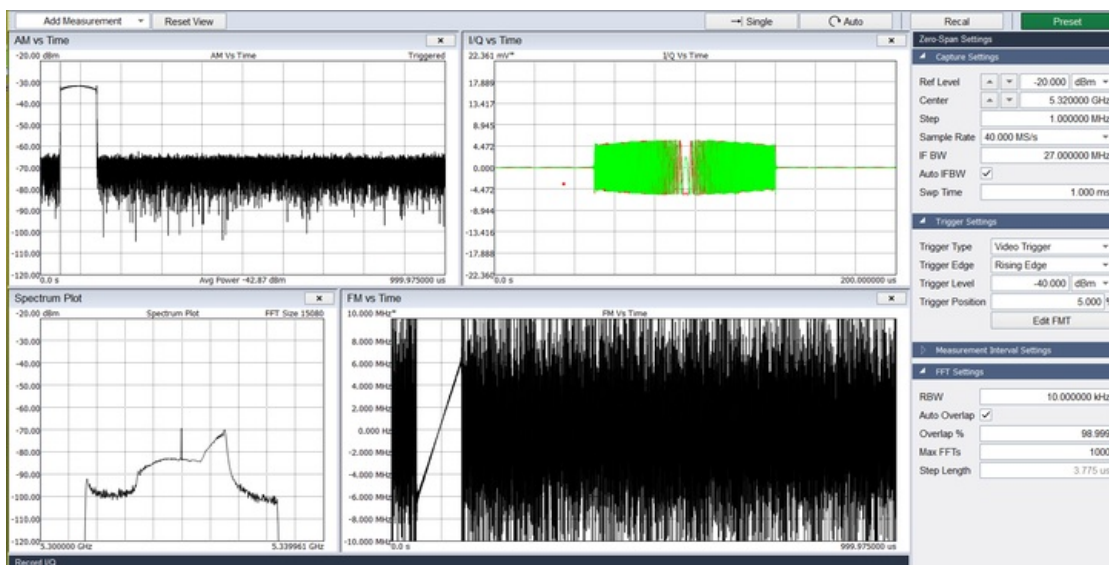 Add Measurement
Reset View
Single
Auto
Recal
Preset
AM vs Time
-20.00 dBm
AM Vs Time
Triggered
-30.00
-40.00
-50.00
-60.00
-70.00
-80.00
-90.00
-100.00
-110.00
-120.00
0.0 s
Avg Power -42.87 dBm
999.975000 us
I/Q vs Time
22.361 mV
I/Q Vs Time
17.889
13.417
8.945
4.472
0.000
-4.472
-8.944
-13.416
-17.888
-22.360
200.000000 us
Spectrum Plot
-20.00 dBm
Spectrum Plot
FFT Size 15080
-30.00
-40.00
-50.00
-60.00
-70.00
-80.00
-90.00
-100.00
-110.00
-120.00
5.300000 GHz
5.339961 GHz
FM vs Time
10.000 MHz
FM Vs Time
8.000 MHz
6.000 MHz
4.000 MHz
2.000 MHz
0.000 MHz
-2.000 MHz
-4.000 MHz
-6.000 MHz
-8.000 MHz
-10.000 MHz
0.0 s
999.975000 us
Zero-Span Settings
Capture Settings
Ref Level -20.000 dBm
Center 5.320000 GHz
Step 1.000000 MHz
Sample Rate 40.000 MS/s
IF BW 27.000000 MHz
Auto IFBW
Swp Time 1.000 ms
Trigger Settings
Trigger Type Video Trigger
Trigger Edge Rising Edge
Trigger Level -40.000 dBm
Trigger Position 5.000
Edit FMT
Measurement Interval Settings
FFT Settings
RBW 10.000000 kHz
Auto Overlap
Overlap % 98.999
Max FFTs 1000
Step Length 3.775 us
Record I/Q